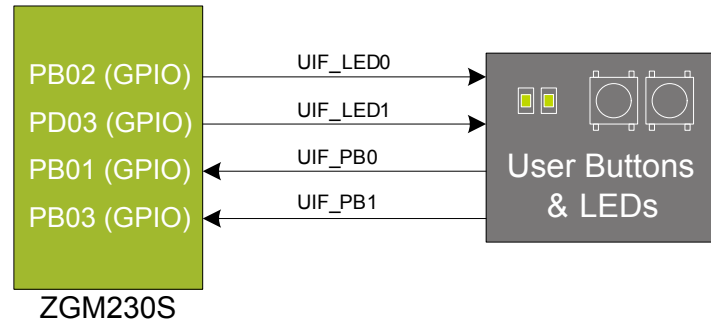 PB02 (GPIO)
PD03 (GPIO)
PB01 (GPIO)
PB03 (GPIO)
UIF_LED0
UIF_LED1
UIF_PB0
UIF_PB1
User Buttons
& LEDs
ZGM230S